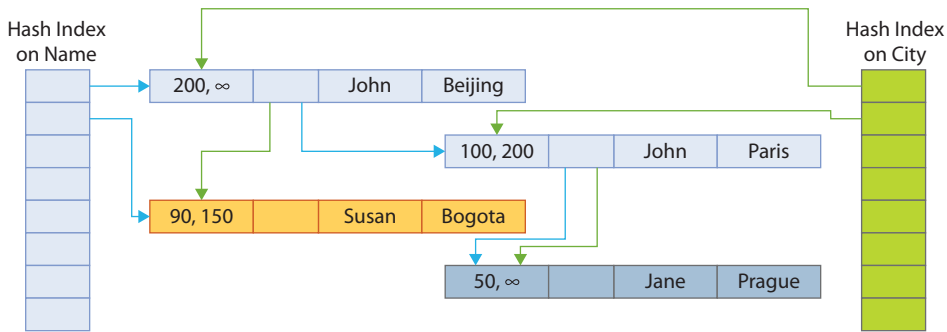 Hash Index
on Name
Hash Index
on City
200, ∞ John Beijing
100, 200 John Paris
90, 150 Susan Bogota
50, ∞ Jane Prague